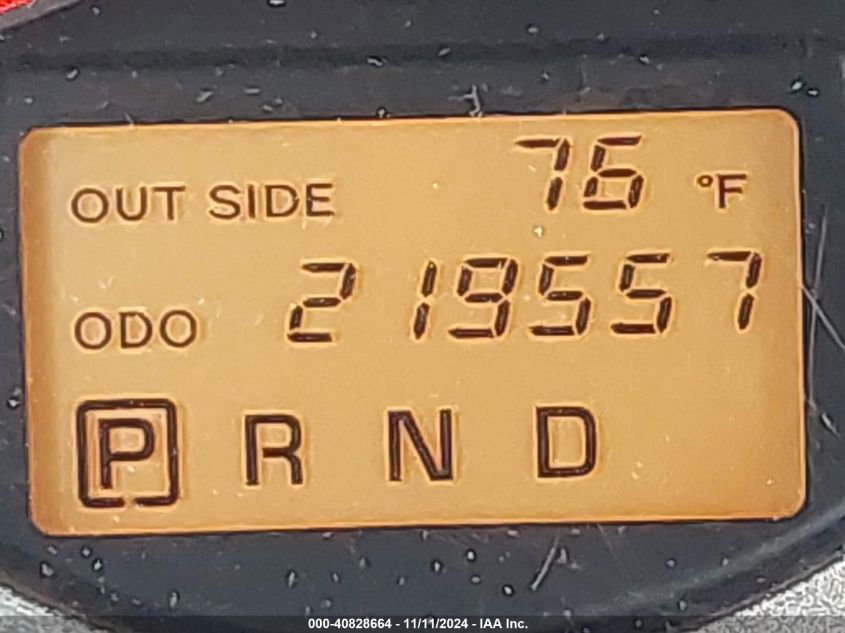 OUT SIDE 76 °F
ODO 219557
P R N D
000-40828664 - 11/11/2024 - IAA Inc.